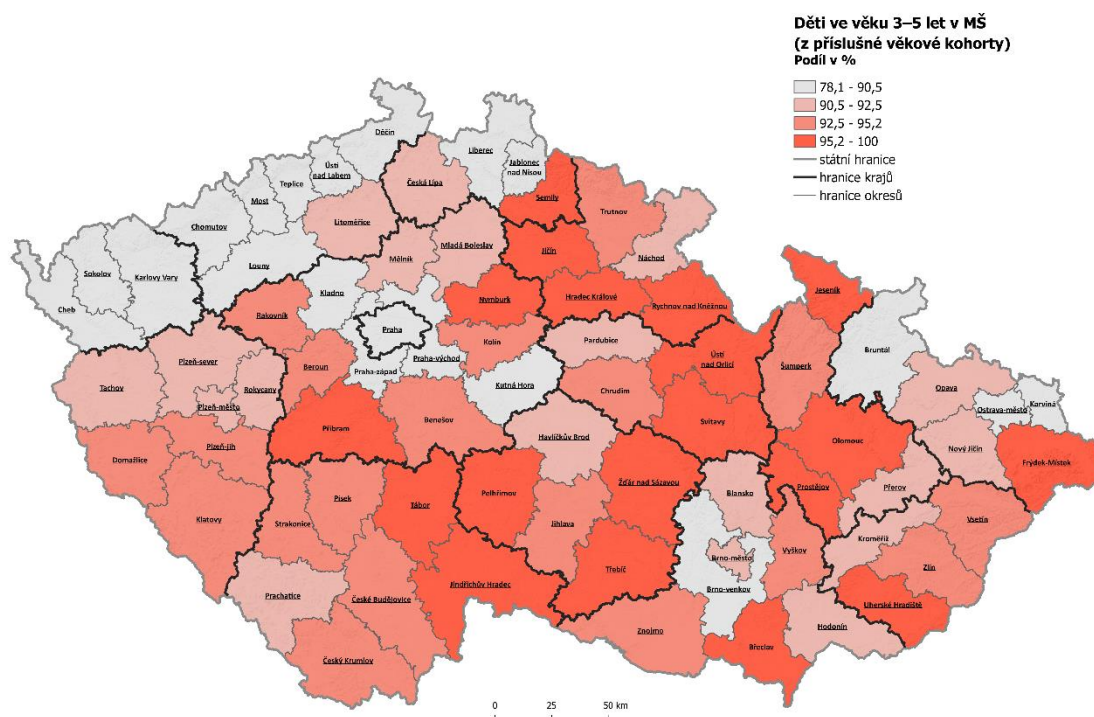 Děti ve věku 3–5 let v MŠ
(z příslušné věkové kohorty)
Podíl v %
78,1 - 90,5
90,5 - 92,5
92,5 - 95,2
95,2 - 100
státní hranice
hranice krajů
hranice okresů
Děčín
Liberec
Jablonec
nad Nisou
Ústí
nad Labem
Teplice
Česká Lípa
Semily
Most
Trutnov
Chomutov
Litoměřice
Mladá Boleslav
Jičín
Mělník
Náchod
Louny
Sokolov
Karlovy Vary
Cheb
Kladno
Nymburk
Hradec Králové
Rychnov nad Kněžnou
Jeseník
Rakovník
Praha
Kolín
Pardubice
Bruntál
Plzeň-sever
Beroun
Praha-západ
Praha-východ
Ústí
nad Orlicí
Šumperk
Tachov
Rokycany
Kutná Hora
Chrudim
Opava
Karviná
Ostrava-město
Plzeň-město
Příbram
Benešov
Svitavy
Havlíčkův Brod
Olomouc
Nový Jičín
Plzeň-jih
Domažlice
Frýdek-Místek
Žďár nad Sázavou
Přerov
Pelhřimov
Blansko
Prostějov
Písek
Tábor
Klatovy
Strakonice
Vsetín
Jihlava
Kroměříž
Vyškov
Brno-město
Zlín
Třebíč
Jindřichův Hradec
Brno-venkov
Prachatice
České Budějovice
Uherské Hradiště
Hodonín
Znojmo
Břeclav
Český Krumlov
0 25 50 km